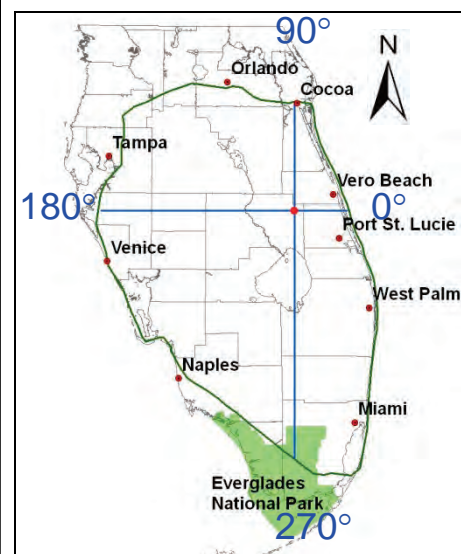 90°
N
Orlando
Cocoa
Tampa
Vero Beach
180°
0°
Port St. Lucie
Venice
West Palm
Naples
Miami
Everglades
National Park
270°